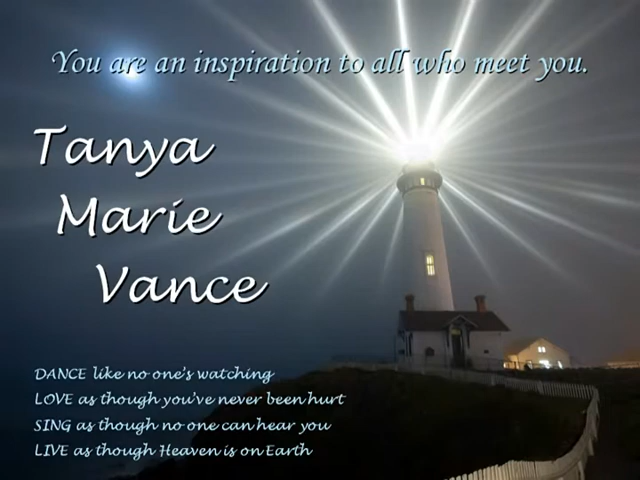 You are an inspiration to all who meet you.
Tanya
Marie
Vance
DANCE like no one's watching
LOVE as though you've never been hurt
SING as though no one can hear you
LIVE as though Heaven is on Earth